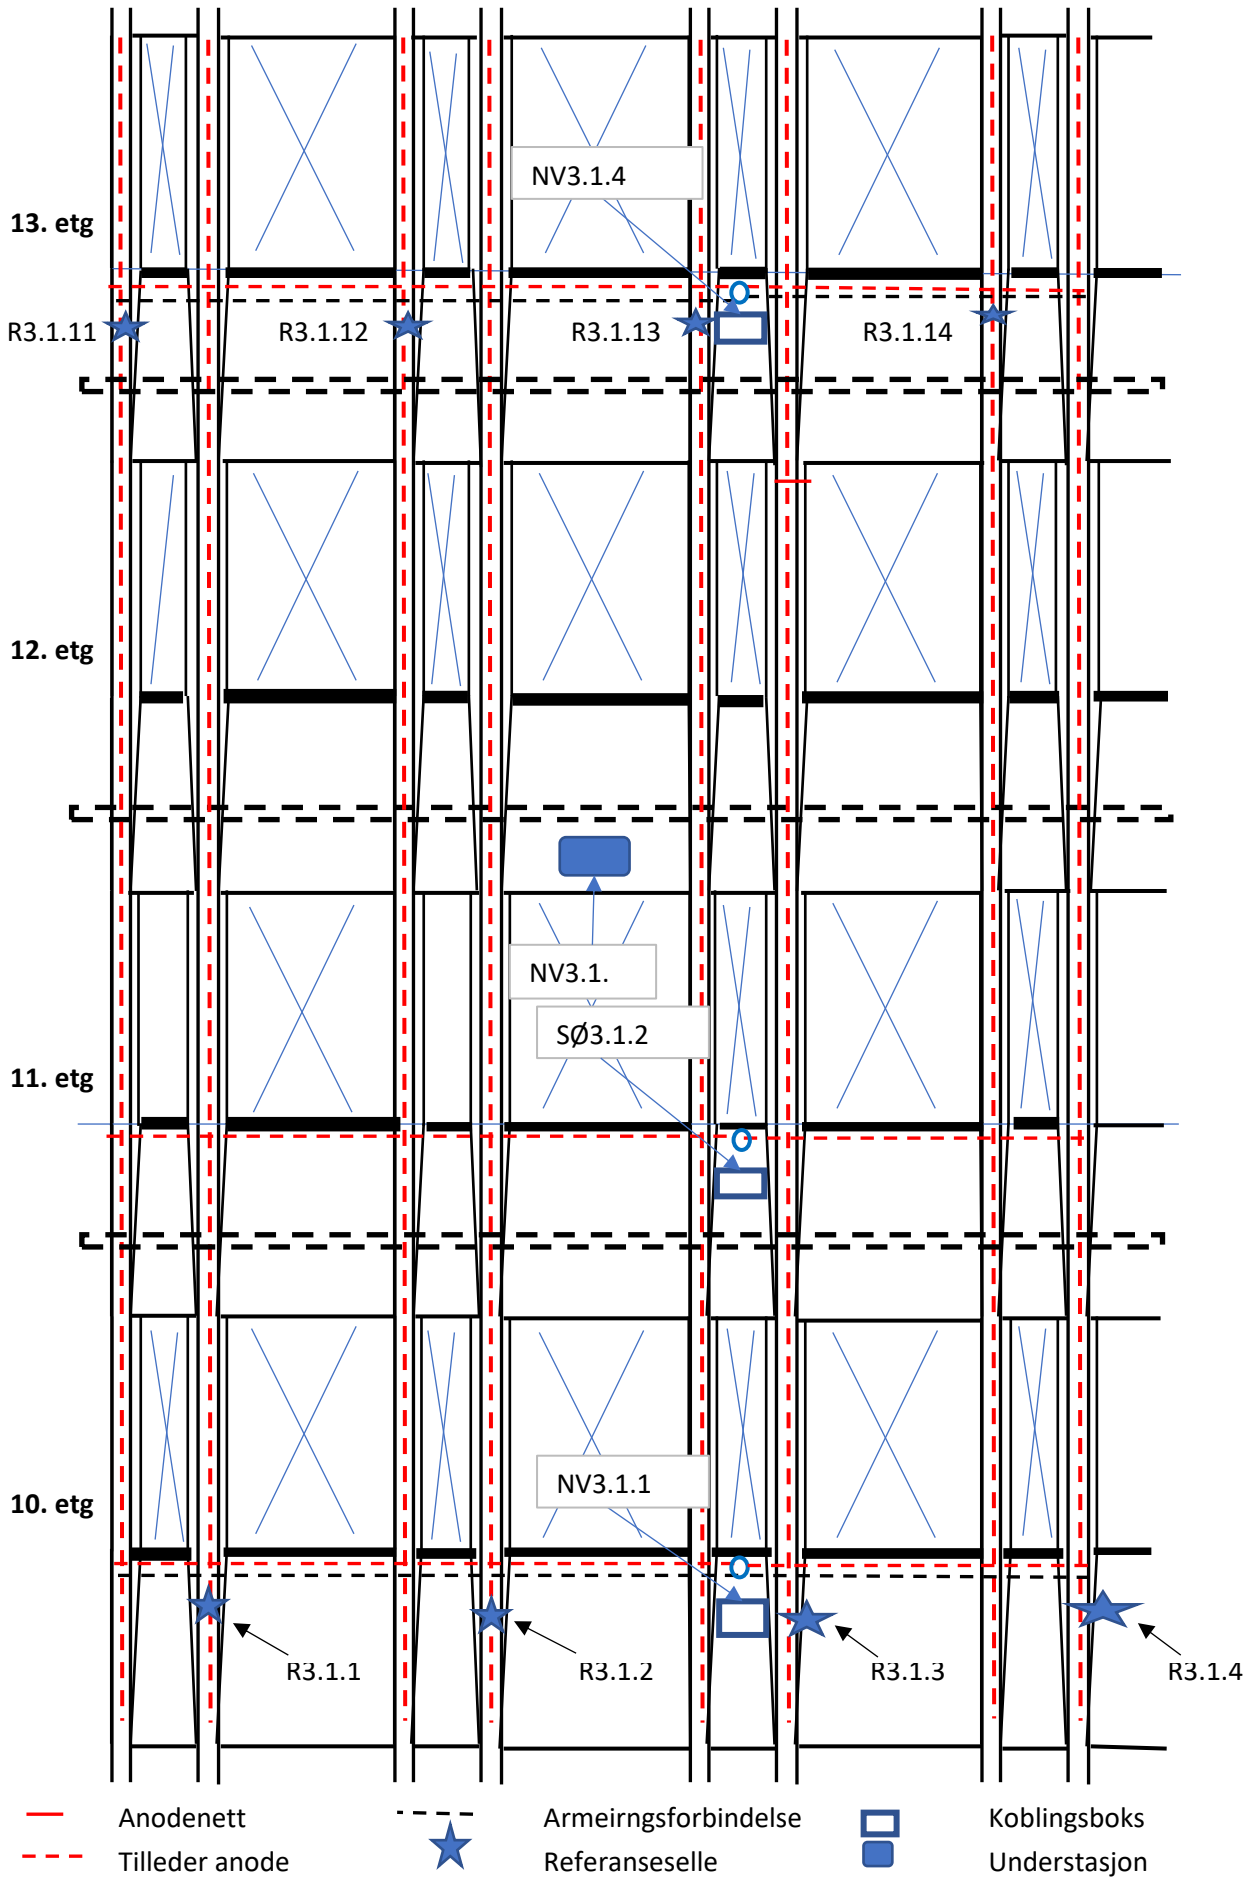 NV3.1.4
13. etg
R3.1.11
R3.1.12
R3.1.13
R3.1.14
12. etg
NV3.1.
SØ3.1.2
11. etg
NV3.1.1
10. etg
R3.1.1
R3.1.2
R3.1.3
R3.1.4
Anodenett
Armeirngsforbindelse
Koblingsboks
Tilleder anode
Referanseselle
Understasjon